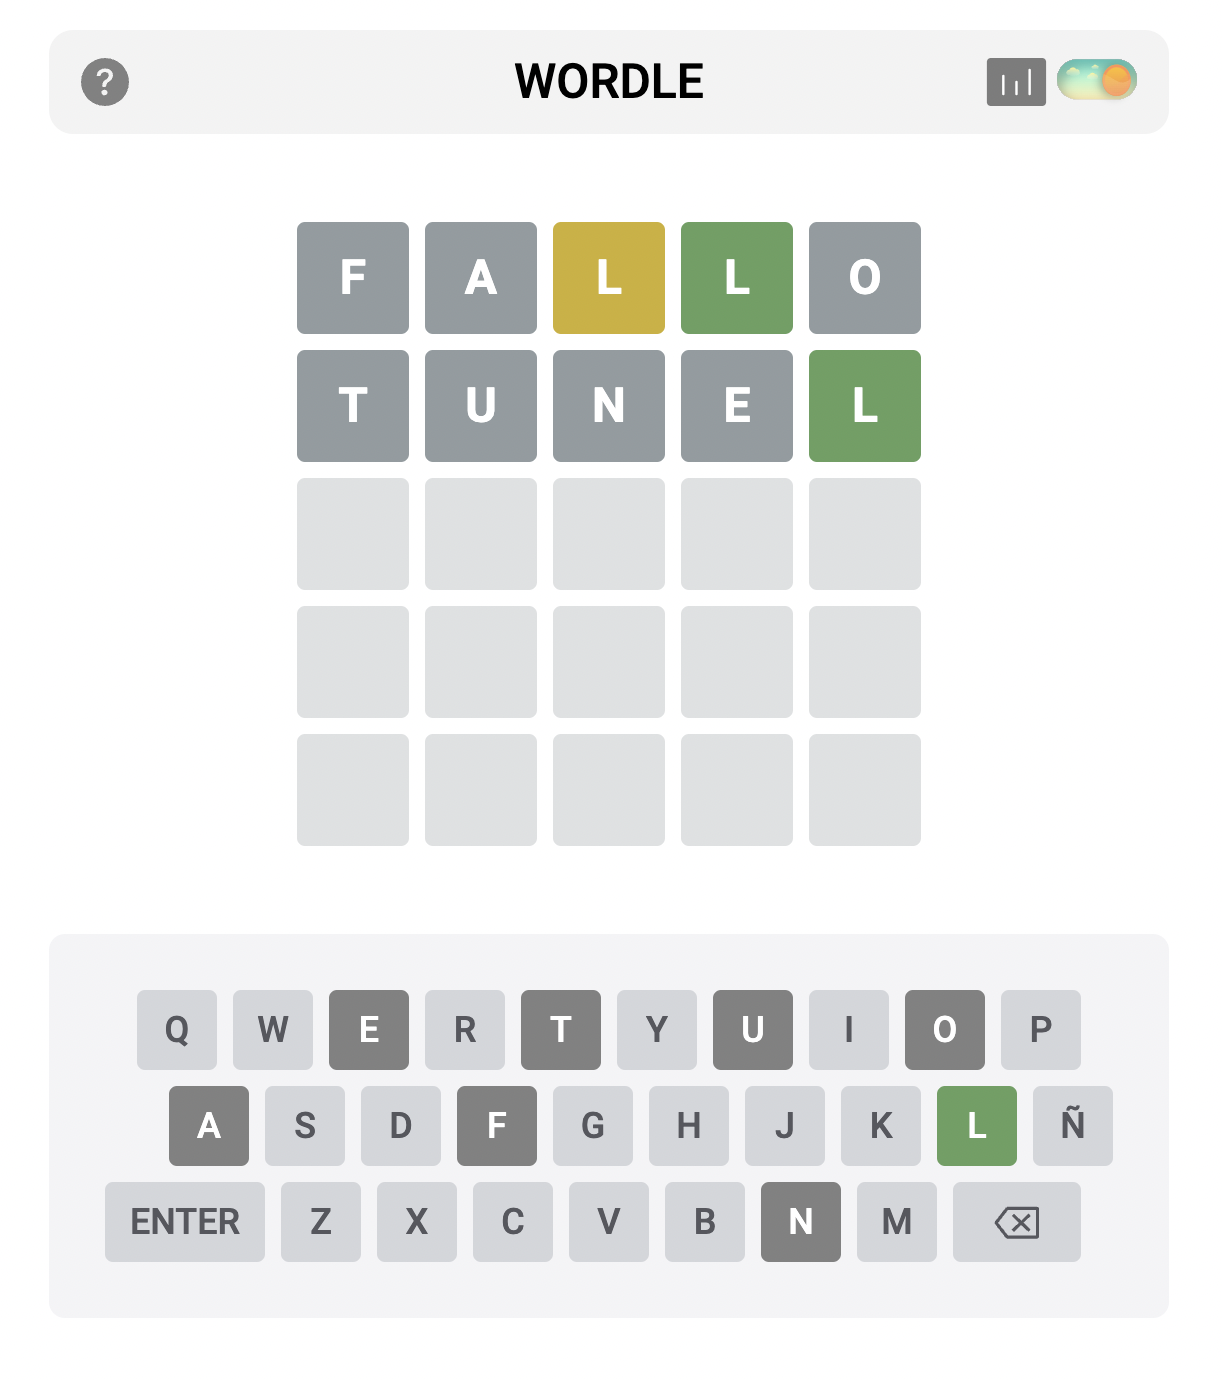 ? WORDLE
F A L L O
T U N E L
Q W E R T Y U I O P
A S D F G H J K L Ñ
ENTER Z X C V B N M